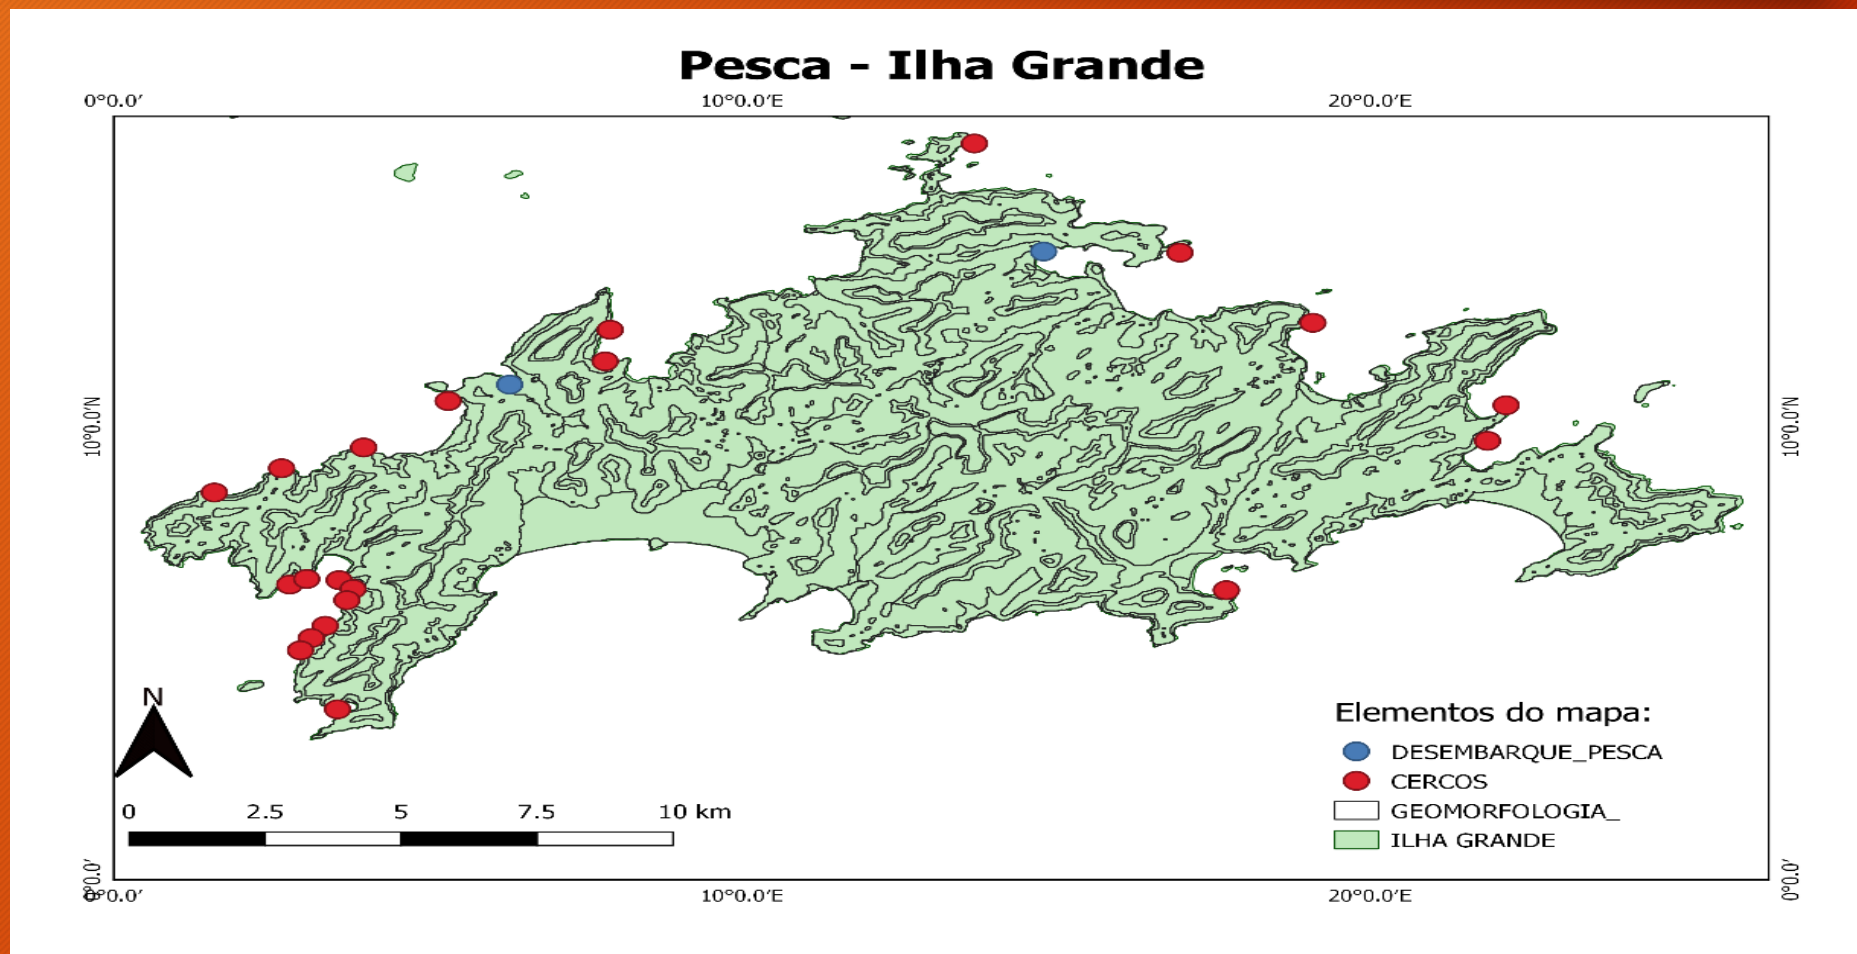 Pesca - Ilha Grande
0°0.0′ 10°0.0′E 20°0.0′E
10°0.0′N 10°0.0′N
N
0 2.5 5 7.5 10 km
Elementos do mapa:
DESEMBARQUE_PESCA
CERCOS
GEOMORFOLOGIA_
ILHA GRANDE
0°0.0′ 0°0.0′
0°0.0′ 10°0.0′E 20°0.0′E